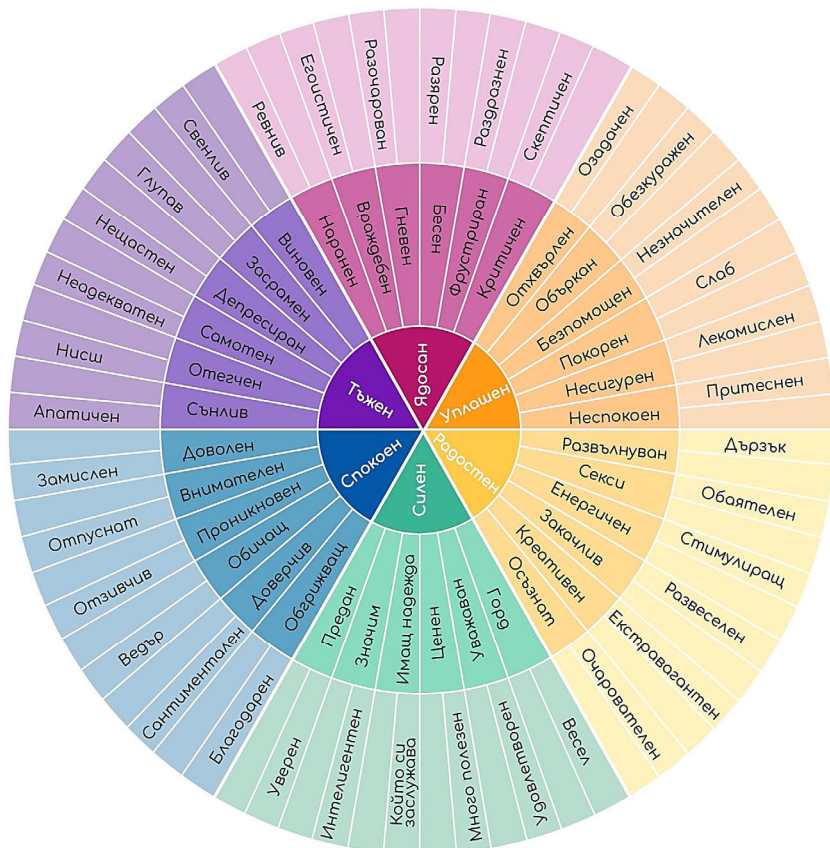 Ядосан
Уплашен
Радостен
Силен
Спокоен
Тъжен
Наранен
Враждебен
Гневен
Бесен
Фрустриран
Критичен
Отхвърлен
Объркан
Безпомощен
Покорен
Несигурен
Неспокоен
Развълнуван
Секси
Енергичен
Закачлив
Креативен
Осъзнат
Горд
Уважаван
Ценен
Имащ надежда
Значим
Предан
Обгрижващ
Доверчив
Обичащ
Проникновен
Внимателен
Доволен
Сънлив
Отегчен
Самотен
Депресиран
Засрамен
Виновен
Ревнив
Егоистичен
Разочарован
Разярен
Раздразнен
Скептичен
Озадачен
Обезкуражен
Незначителен
Слаб
Лекомислен
Притеснен
Дързък
Обаятелен
Стимулиращ
Развеселен
Екстравагантен
Очарователен
Весел
Удовлетворен
Много полезен
Който си
заслужава
Интелигентен
Уверен
Благодарен
Сантиментален
Ведър
Отзивчив
Отпуснат
Замислен
Апатичен
Нисш
Неадекватен
Нещастен
Глупав
Свенлив